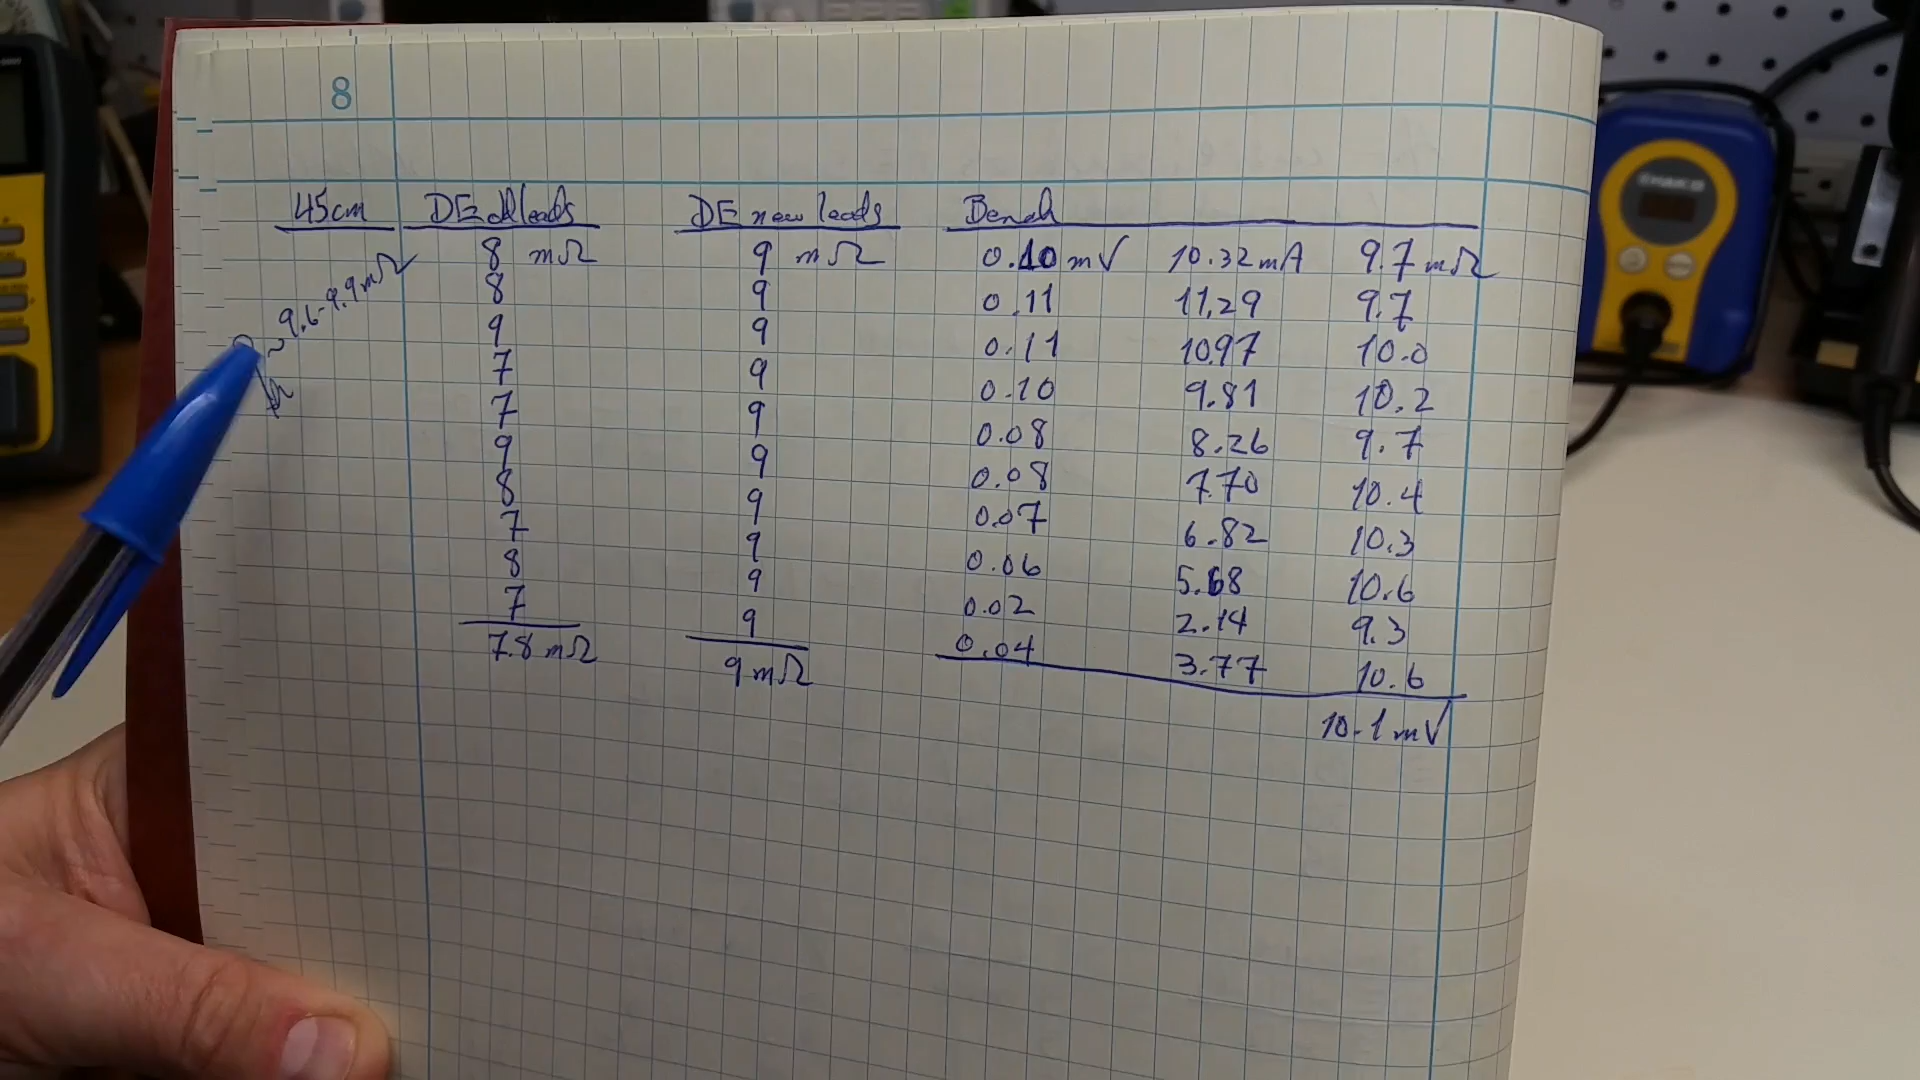 8
45cm DE old leads DE new leads Bench
8 mΩ 9 mΩ 0.10 mV 10.32 mA 9.7 mΩ
~9.6-9.9mΩ
8 9 0.11 11.29 9.7
9 9 0.11 10.97 10.0
7 9 0.10 9.81 10.2
7 9 0.08 8.26 9.7
9 9 0.08 7.70 10.4
8 9 0.07 6.82 10.3
7 9 0.06 5.68 10.6
8 9 0.02 2.14 9.3
7 9 0.04 3.77 10.6
7.8 mΩ 9 mΩ 10.1 mV
HAKKO